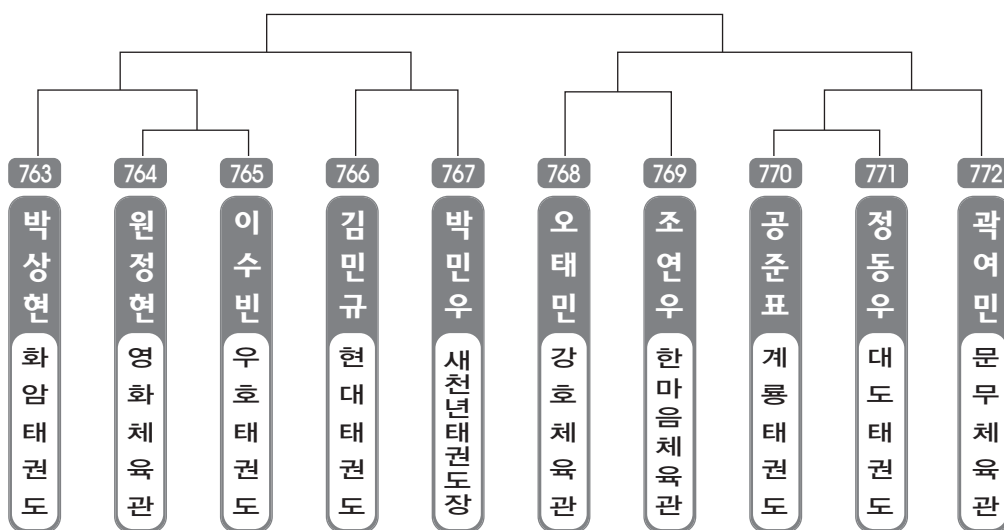 763
박상현
화암태권도
764
원정현
영화체육관
765
이수빈
우호태권도
766
김민규
현대태권도
767
박민우
새천년태권도장
768
오태민
강호체육관
769
조연우
한마음체육관
770
공준표
계룡태권도
771
정동우
대도태권도
772
곽여민
문무체육관